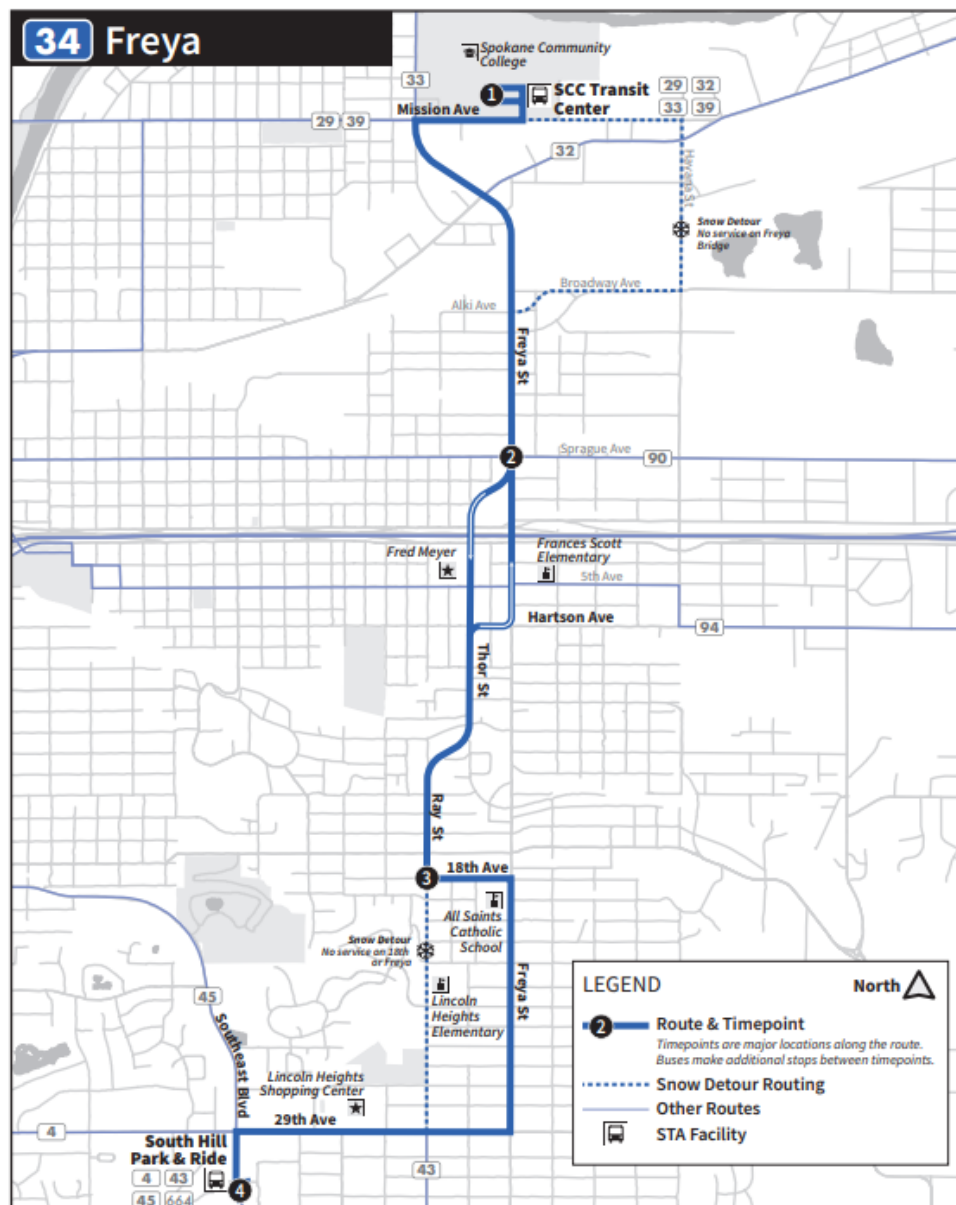 34 Freya
Spokane Community
College
33
1
SCC Transit
Center
29 32
33 39
Mission Ave
29 39
32
Havana St
Snow Detour
No service on Freya
Bridge
Broadway Ave
Alki Ave
Freya St
2
Sprague Ave
90
Fred Meyer
Frances Scott
Elementary
5th Ave
Hartson Ave
94
Thor St
Ray St
18th Ave
3
All Saints
Catholic
School
Snow Detour
No service on 18th
or Freya
Freya St
Lincoln
Heights
Elementary
45
Southeast Blvd
Lincoln Heights
Shopping Center
29th Ave
4
South Hill
Park & Ride
4 43
45 664
4
43
LEGEND
North
2
Route & Timepoint
Timepoints are major locations along the route.
Buses make additional stops between timepoints.
Snow Detour Routing
Other Routes
STA Facility